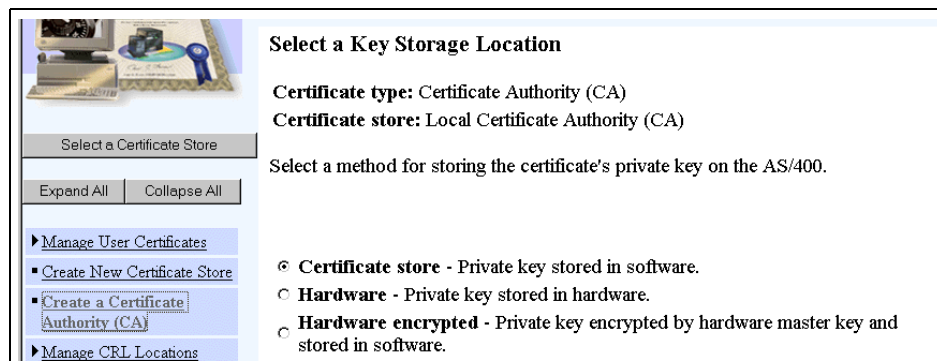 Select a Certificate Store
Expand All
Collapse All
Manage User Certificates
Create New Certificate Store
Create a Certificate
Authority (CA)
Manage CRL Locations
Select a Key Storage Location
Certificate type: Certificate Authority (CA)
Certificate store: Local Certificate Authority (CA)
Select a method for storing the certificate's private key on the AS/400.
Certificate store - Private key stored in software.
Hardware - Private key stored in hardware.
Hardware encrypted - Private key encrypted by hardware master key and
stored in software.